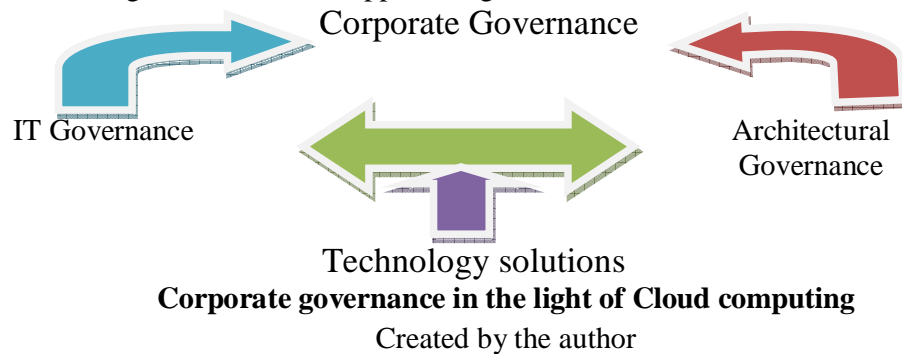 Corporate Governance
IT Governance
Architectural
Governance
Technology solutions
Corporate governance in the light of Cloud computing
Created by the author